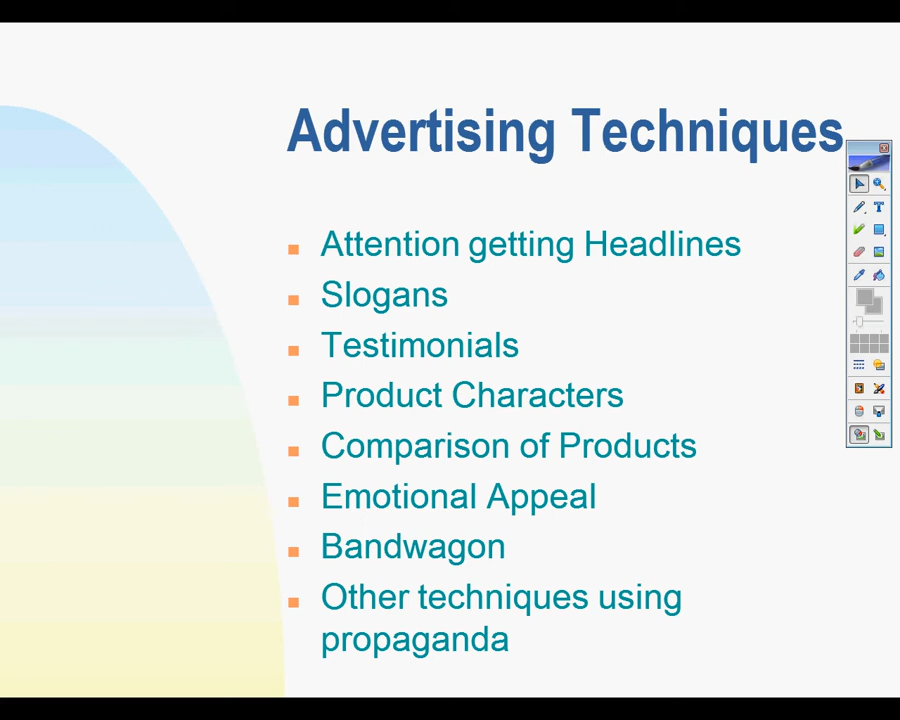 Advertising Techniques
Attention getting Headlines
Slogans
Testimonials
Product Characters
Comparison of Products
Emotional Appeal
Bandwagon
Other techniques using
propaganda